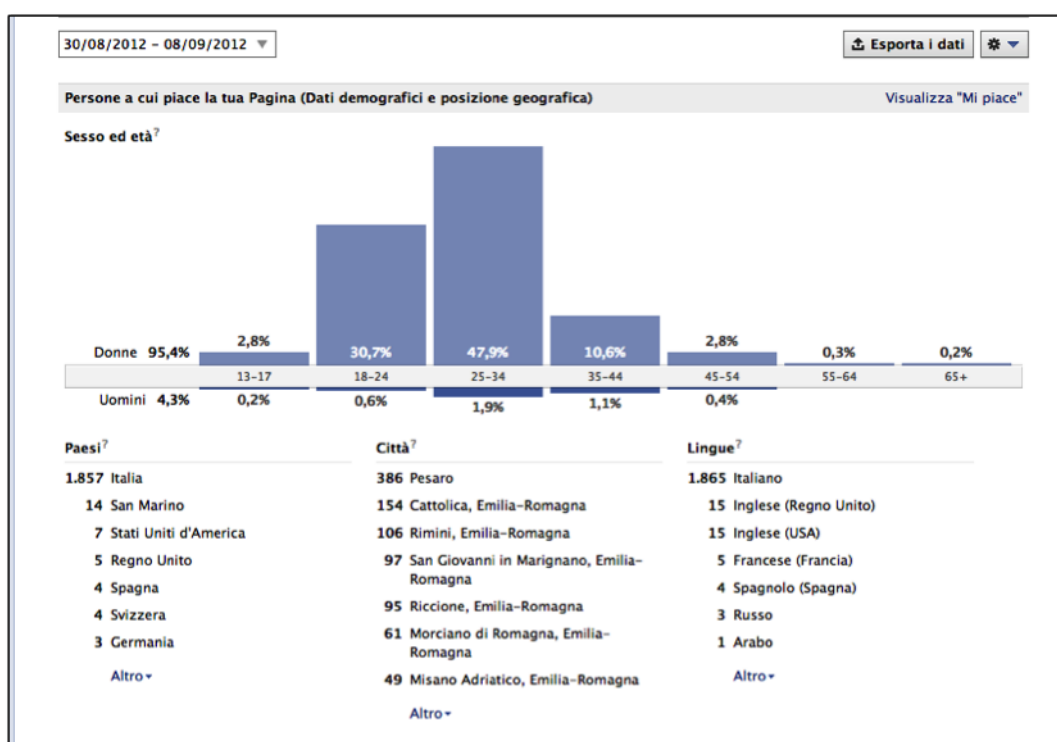 30/08/2012 – 08/09/2012
Esporta i dati
Persone a cui piace la tua Pagina (Dati demografici e posizione geografica)
Visualizza "Mi piace"
Sesso ed età?
Donne 95,4% 2,8% 30,7% 47,9% 10,6% 2,8% 0,3% 0,2%
13-17 18-24 25-34 35-44 45-54 55-64 65+
Uomini 4,3% 0,2% 0,6% 1,9% 1,1% 0,4%
Paesi?
1.857 Italia
14 San Marino
7 Stati Uniti d'America
5 Regno Unito
4 Spagna
4 Svizzera
3 Germania
Altro
Città?
386 Pesaro
154 Cattolica, Emilia-Romagna
106 Rimini, Emilia-Romagna
97 San Giovanni in Marignano, Emilia-
Romagna
95 Riccione, Emilia-Romagna
61 Morciano di Romagna, Emilia-
Romagna
49 Misano Adriatico, Emilia-Romagna
Altro
Lingue?
1.865 Italiano
15 Inglese (Regno Unito)
15 Inglese (USA)
5 Francese (Francia)
4 Spagnolo (Spagna)
3 Russo
1 Arabo
Altro